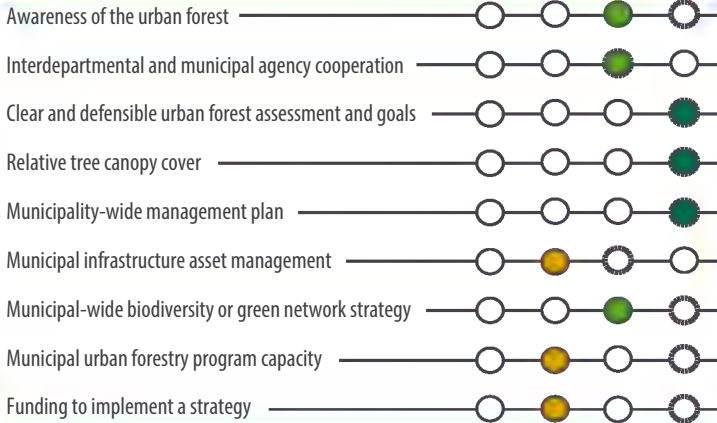 Awareness of the urban forest
Interdepartmental and municipal agency cooperation
Clear and defensible urban forest assessment and goals
Relative tree canopy cover
Municipality-wide management plan
Municipal infrastructure asset management
Municipal-wide biodiversity or green network strategy
Municipal urban forestry program capacity
Funding to implement a strategy